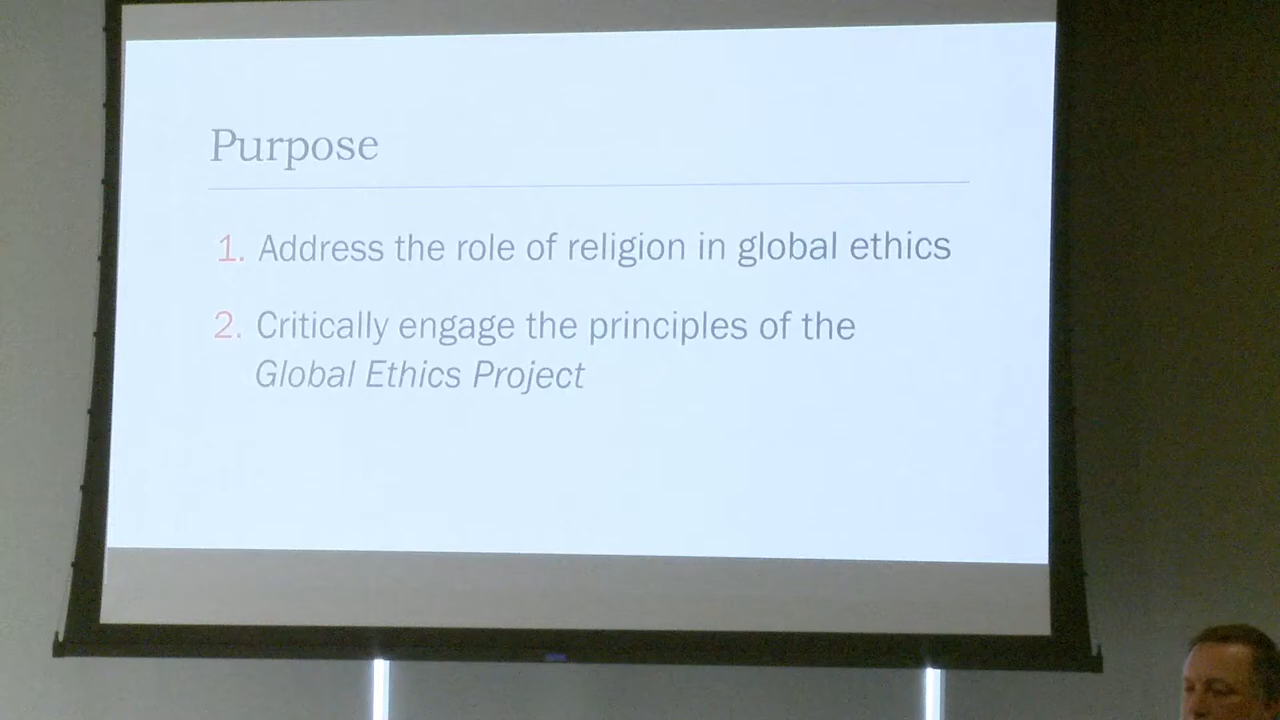 Purpose
1. Address the role of religion in global ethics
2. Critically engage the principles of the
Global Ethics Project